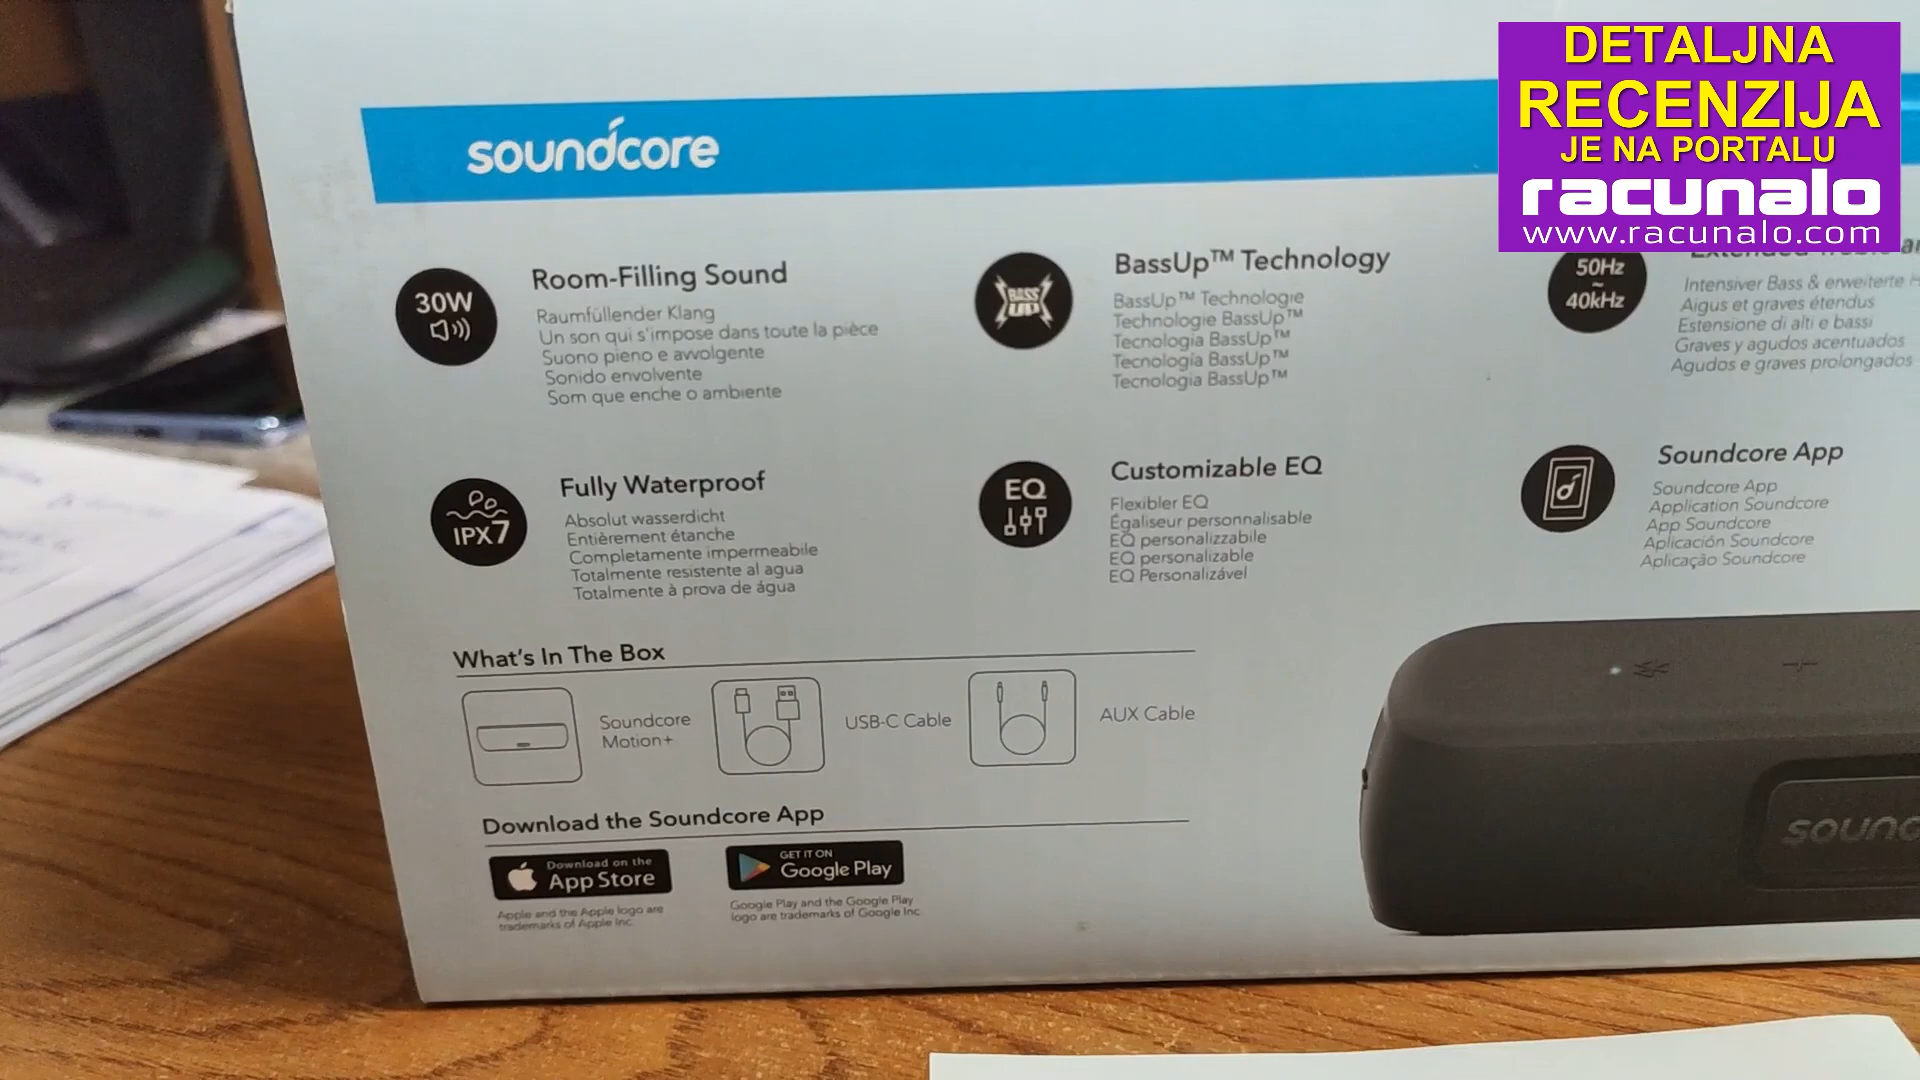 DETALJNA
RECENZIJA
JE NA PORTALU
racunalo
www.racunalo.com
soundcore
30W
Room-Filling Sound
Raumfüllender Klang
Un son qui s'impose dans toute la pièce
Suono pieno e avvolgente
Sonido envolvente
Som que enche o ambiente
BASS
UP
BassUp™ Technology
BassUp™ Technologie
Technologie BassUp™
Tecnologia BassUp™
Tecnología BassUp™
Tecnologia BassUp™
50Hz
~
40kHz
Intensiver Bass & erweiterte
Aigus et graves étendus
Estensione di alti e bassi
Graves y agudos acentuados
Agudos e graves prolongados
IPX7
Fully Waterproof
Absolut wasserdicht
Entièrement étanche
Completamente impermeabile
Totalmente resistente al agua
Totalmente à prova de água
EQ
Customizable EQ
Flexibler EQ
Égaliseur personnalisable
EQ personalizzabile
EQ personalizable
EQ Personalizável
Soundcore App
Soundcore App
Application Soundcore
App Soundcore
Aplicación Soundcore
Aplicação Soundcore
What's In The Box
Soundcore
Motion+
USB-C Cable
AUX Cable
Download the Soundcore App
Download on the
App Store
GET IT ON
Google Play
Apple and the Apple logo are
trademarks of Apple Inc.
Google Play and the Google Play
logo are trademarks of Google Inc.
sound